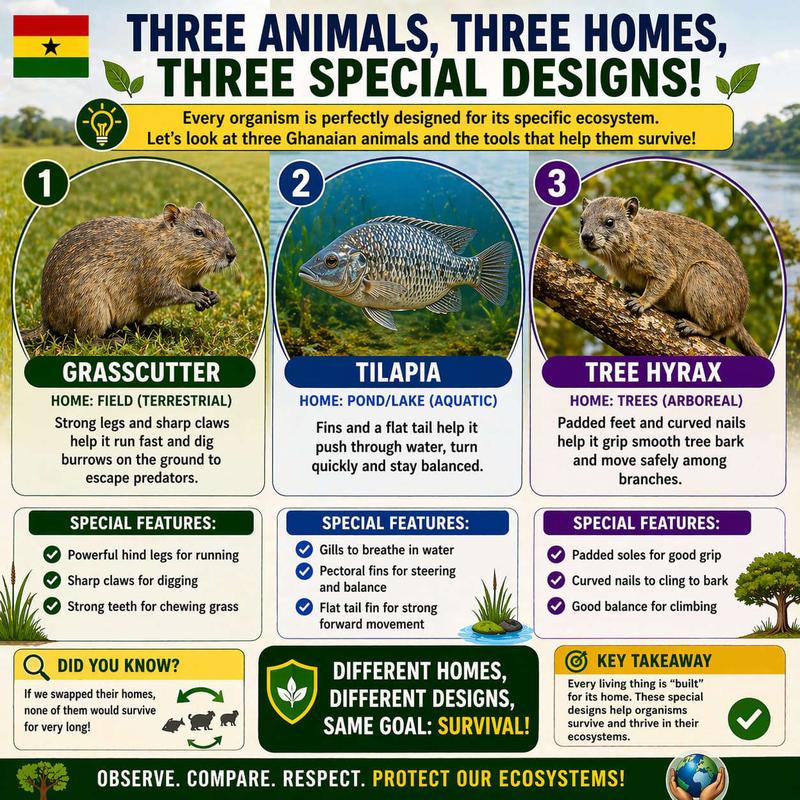 THREE ANIMALS, THREE HOMES,
THREE SPECIAL DESIGNS!
Every organism is perfectly designed for its specific ecosystem.
Let's look at three Ghanaian animals and the tools that help them survive!
1
GRASSCUTTER
HOME: FIELD (TERRESTRIAL)
Strong legs and sharp claws
help it run fast and dig
burrows on the ground to
escape predators.
SPECIAL FEATURES:
Powerful hind legs for running
Sharp claws for digging
Strong teeth for chewing grass
2
TILAPIA
HOME: POND/LAKE (AQUATIC)
Fins and a flat tail help it
push through water, turn
quickly and stay balanced.
SPECIAL FEATURES:
Gills to breathe in water
Pectoral fins for steering
and balance
Flat tail fin for strong
forward movement
3
TREE HYRAX
HOME: TREES (ARBOREAL)
Padded feet and curved nails
help it grip smooth tree bark
and move safely among
branches.
SPECIAL FEATURES:
Padded soles for good grip
Curved nails to cling to bark
Good balance for climbing
DID YOU KNOW?
If we swapped their homes,
none of them would survive
for very long!
DIFFERENT HOMES,
DIFFERENT DESIGNS,
SAME GOAL: SURVIVAL!
KEY TAKEAWAY
Every living thing is "built"
for its home. These special
designs help organisms
survive and thrive in their
ecosystems.
OBSERVE. COMPARE. RESPECT. PROTECT OUR ECOSYSTEMS!